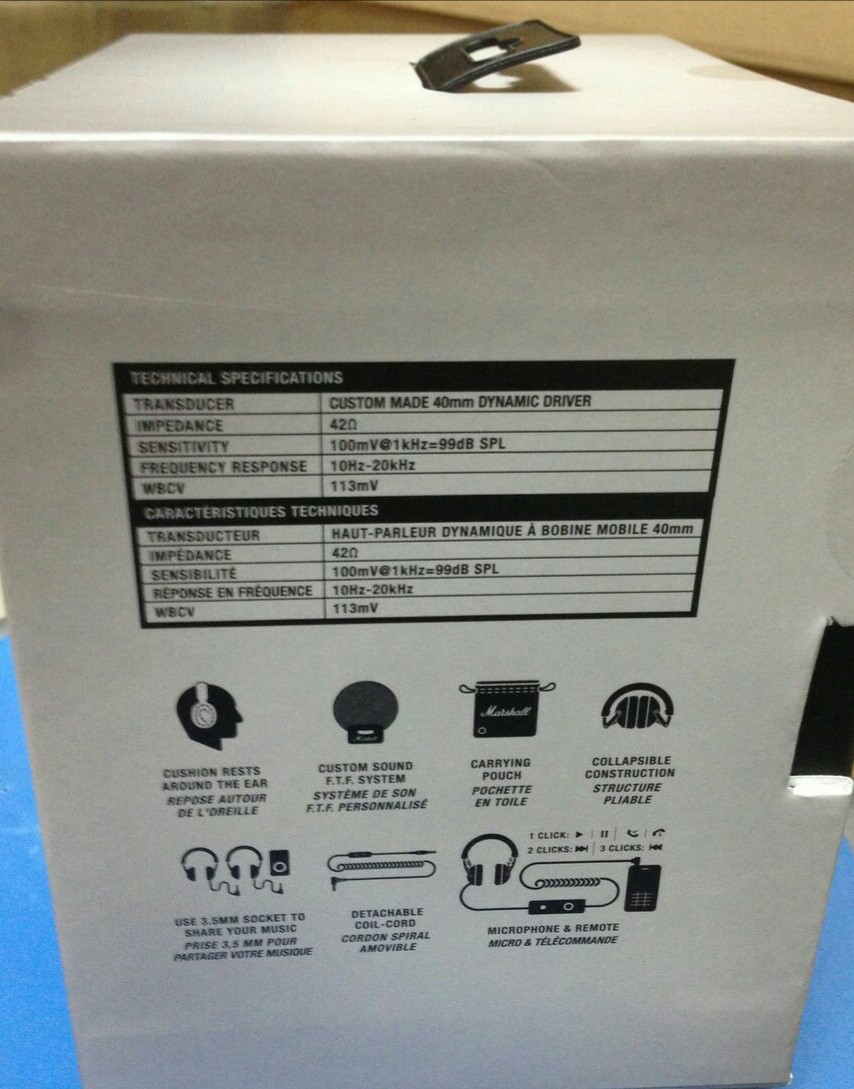 TECHNICAL SPECIFICATIONS
TRANSDUCER CUSTOM MADE 40mm DYNAMIC DRIVER
IMPEDANCE 42Ω
SENSITIVITY 100mV@1kHz=99dB SPL
FREQUENCY RESPONSE 10Hz-20kHz
WBCV 113mV
CARACTÉRISTIQUES TECHNIQUES
TRANSDUCTEUR HAUT-PARLEUR DYNAMIQUE À BOBINE MOBILE 40mm
IMPÉDANCE 42Ω
SENSIBILITÉ 100mV@1kHz=99dB SPL
RÉPONSE EN FRÉQUENCE 10Hz-20kHz
WBCV 113mV
CUSHION RESTS
AROUND THE EAR
REPOSE AUTOUR
DE L'OREILLE
Marshall
CUSTOM SOUND
F.T.F. SYSTEM
SYSTÈME DE SON
F.T.F. PERSONNALISÉ
Marshall
CARRYING
POUCH
POCHETTE
EN TOILE
COLLAPSIBLE
CONSTRUCTION
STRUCTURE
PLIABLE
USE 3.5MM SOCKET TO
SHARE YOUR MUSIC
PRISE 3,5 MM POUR
PARTAGER VOTRE MUSIQUE
DETACHABLE
COIL-CORD
CORDON SPIRAL
AMOVIBLE
1 CLICK:
2 CLICKS: 3 CLICKS:
MICROPHONE & REMOTE
MICRO & TÉLÉCOMMANDE